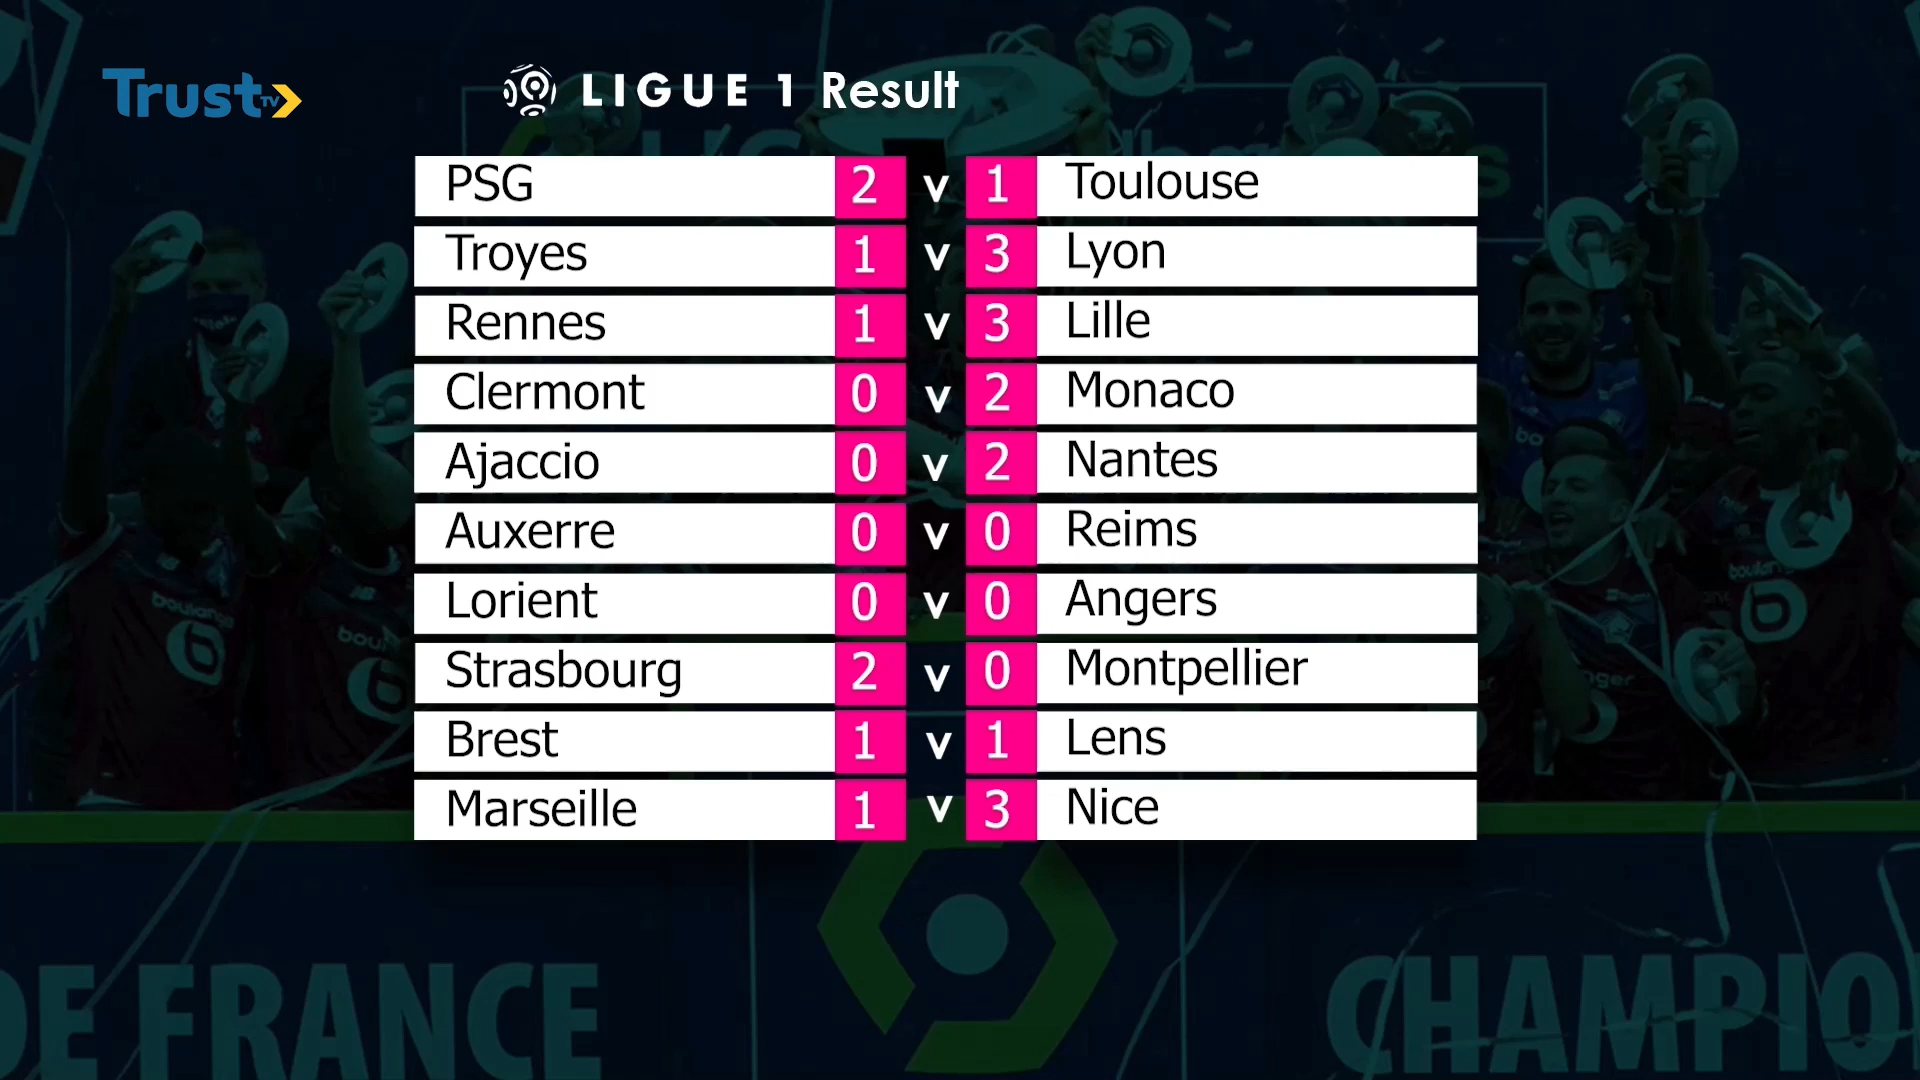 Trust TV
LIGUE 1 Result
PSG 2 v 1 Toulouse
Troyes 1 v 3 Lyon
Rennes 1 v 3 Lille
Clermont 0 v 2 Monaco
Ajaccio 0 v 2 Nantes
Auxerre 0 v 0 Reims
Lorient 0 v 0 Angers
Strasbourg 2 v 0 Montpellier
Brest 1 v 1 Lens
Marseille 1 v 3 Nice
DE FRANCE
CHAMPIO